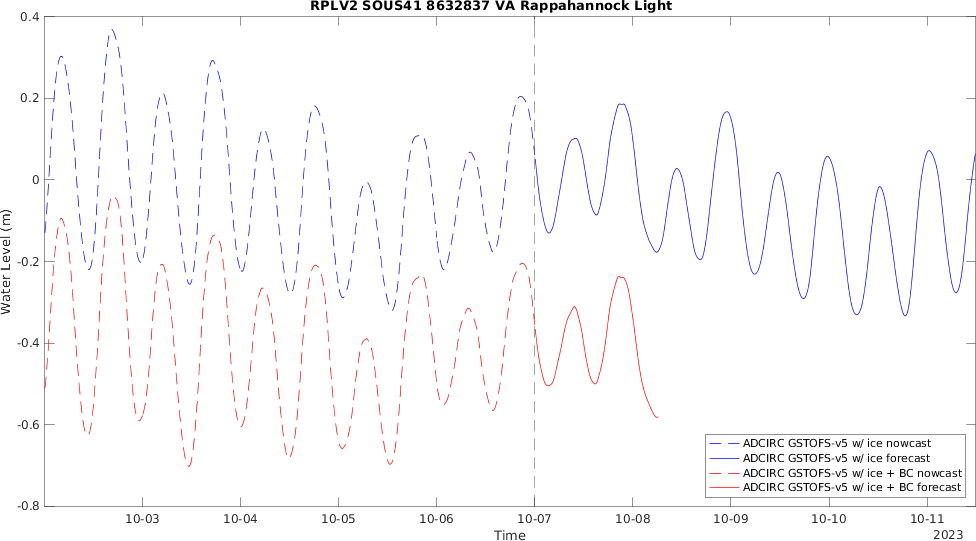 RPLV2 SOUS41 8632837 VA Rappahannock Light
0.4
0.2
0
-0.2
-0.4
-0.6
-0.8
Water Level (m)
10-03 10-04 10-05 10-06 10-07 10-08 10-09 10-10 10-11
Time
2023
ADCIRC GSTOFS-v5 w/ ice nowcast
ADCIRC GSTOFS-v5 w/ ice forecast
ADCIRC GSTOFS-v5 w/ ice + BC nowcast
ADCIRC GSTOFS-v5 w/ ice + BC forecast